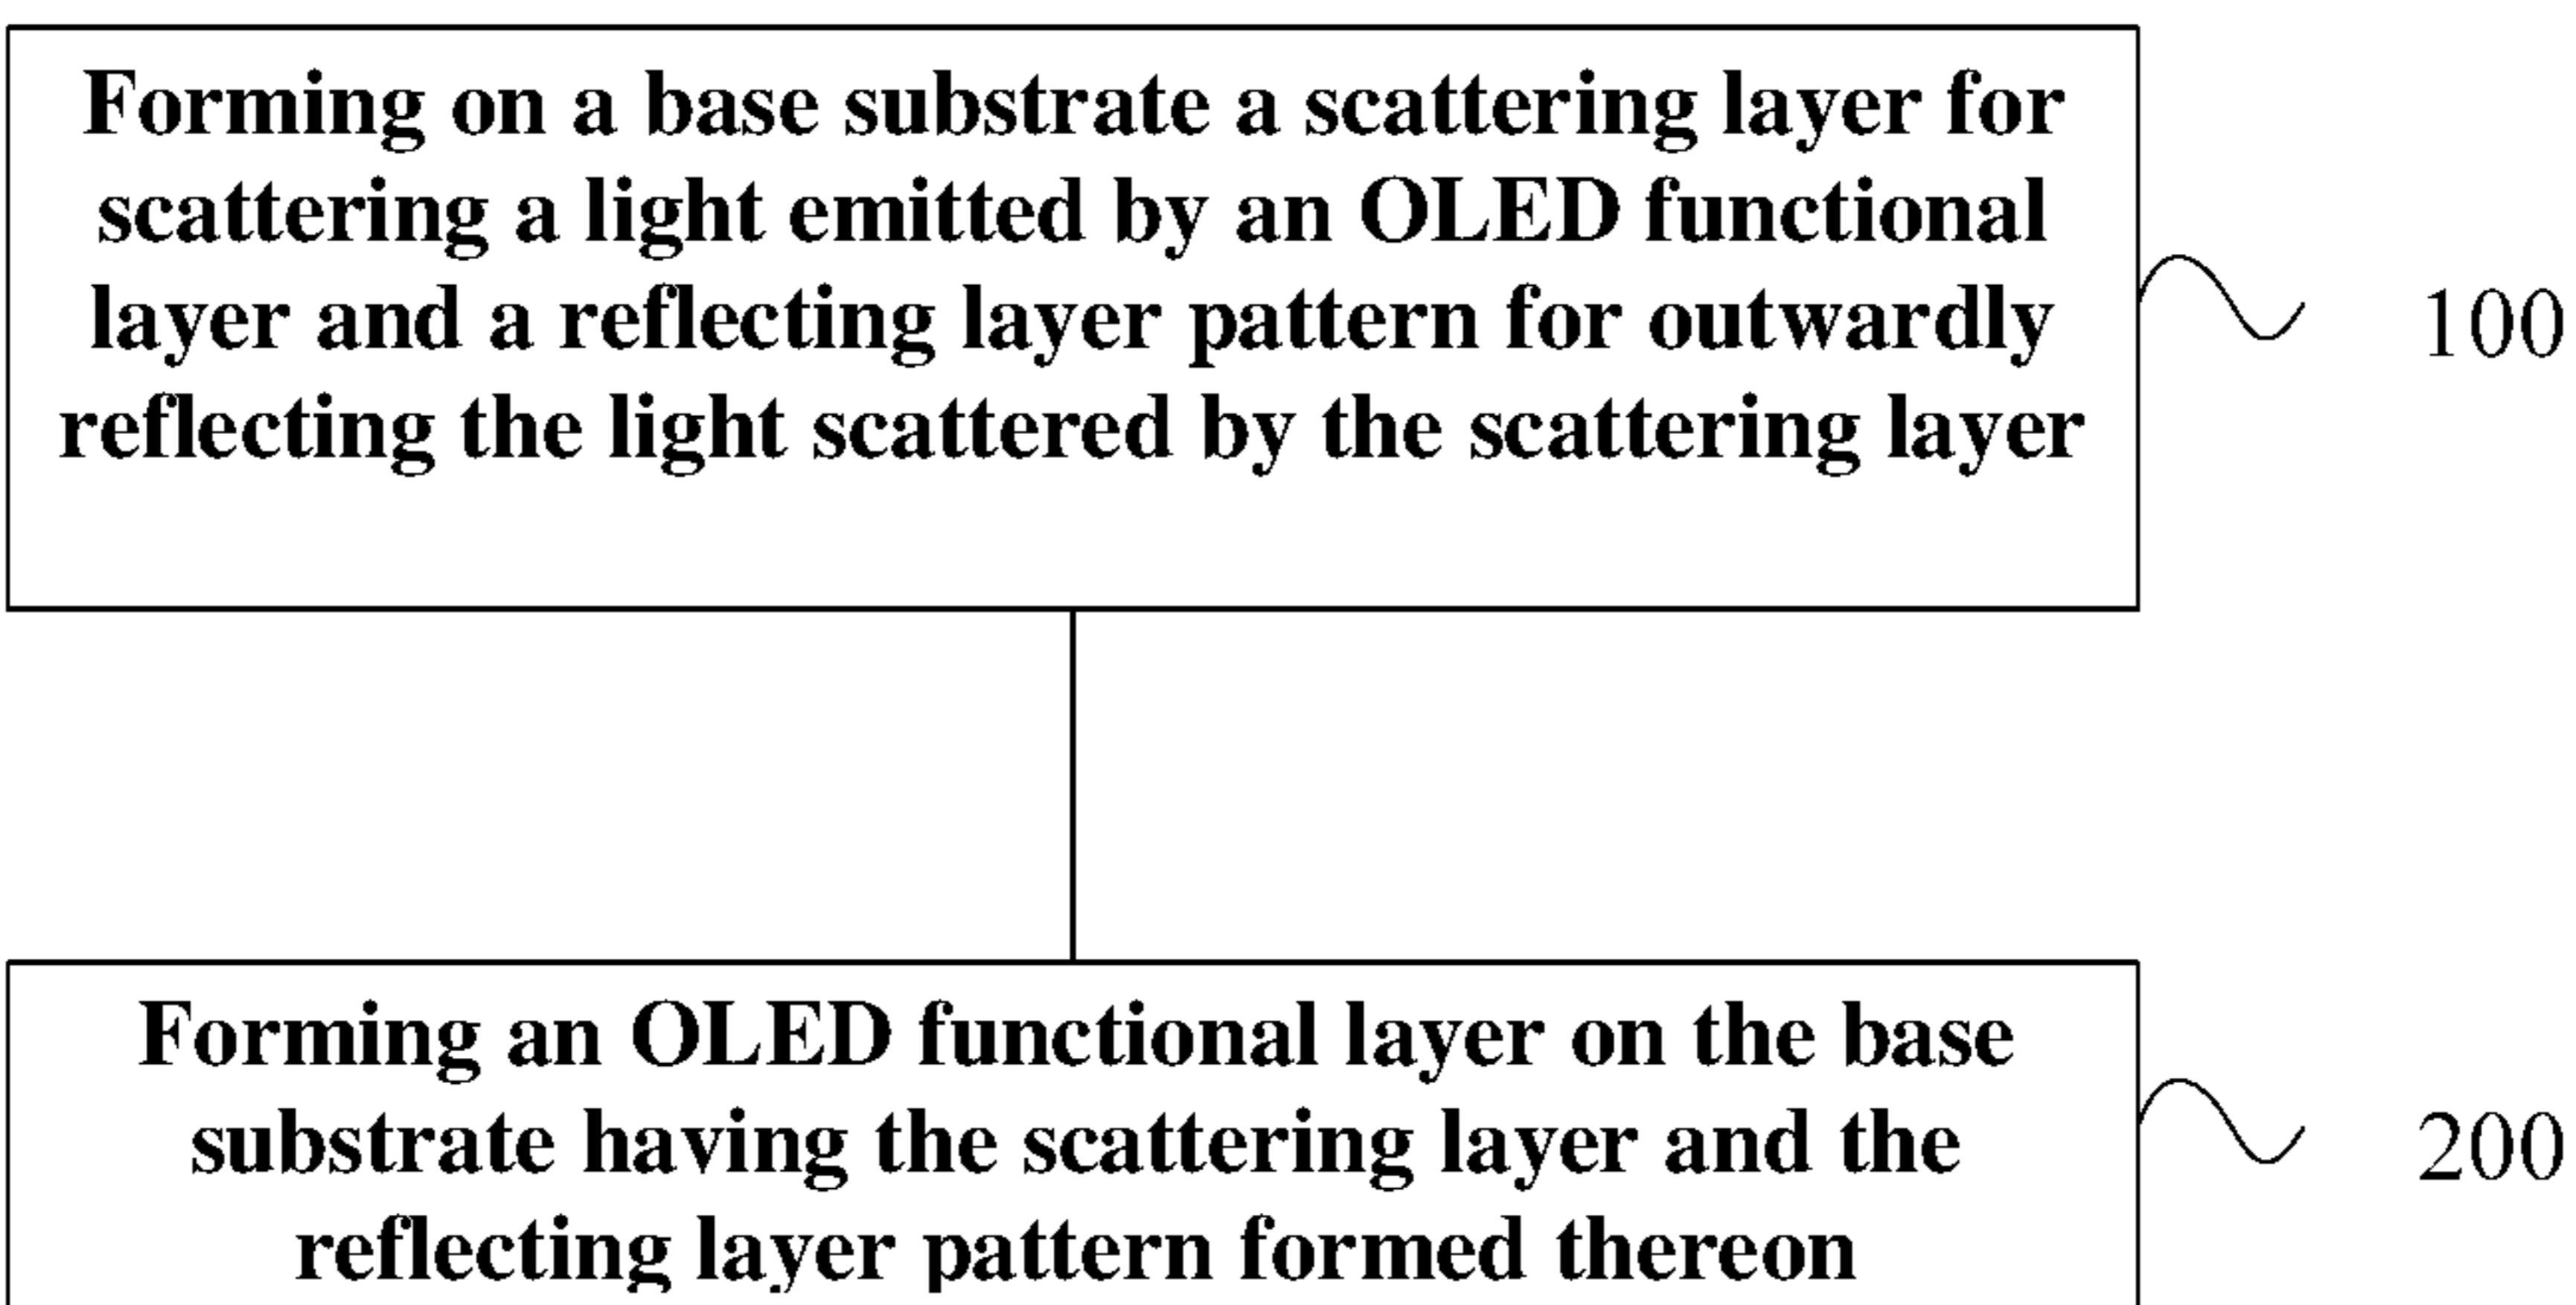 Forming on a base substrate a scattering layer for
scattering a light emitted by an OLED functional
layer and a reflecting layer pattern for outwardly
reflecting the light scattered by the scattering layer
100
Forming an OLED functional layer on the base
substrate having the scattering layer and the
reflecting layer pattern formed thereon
200